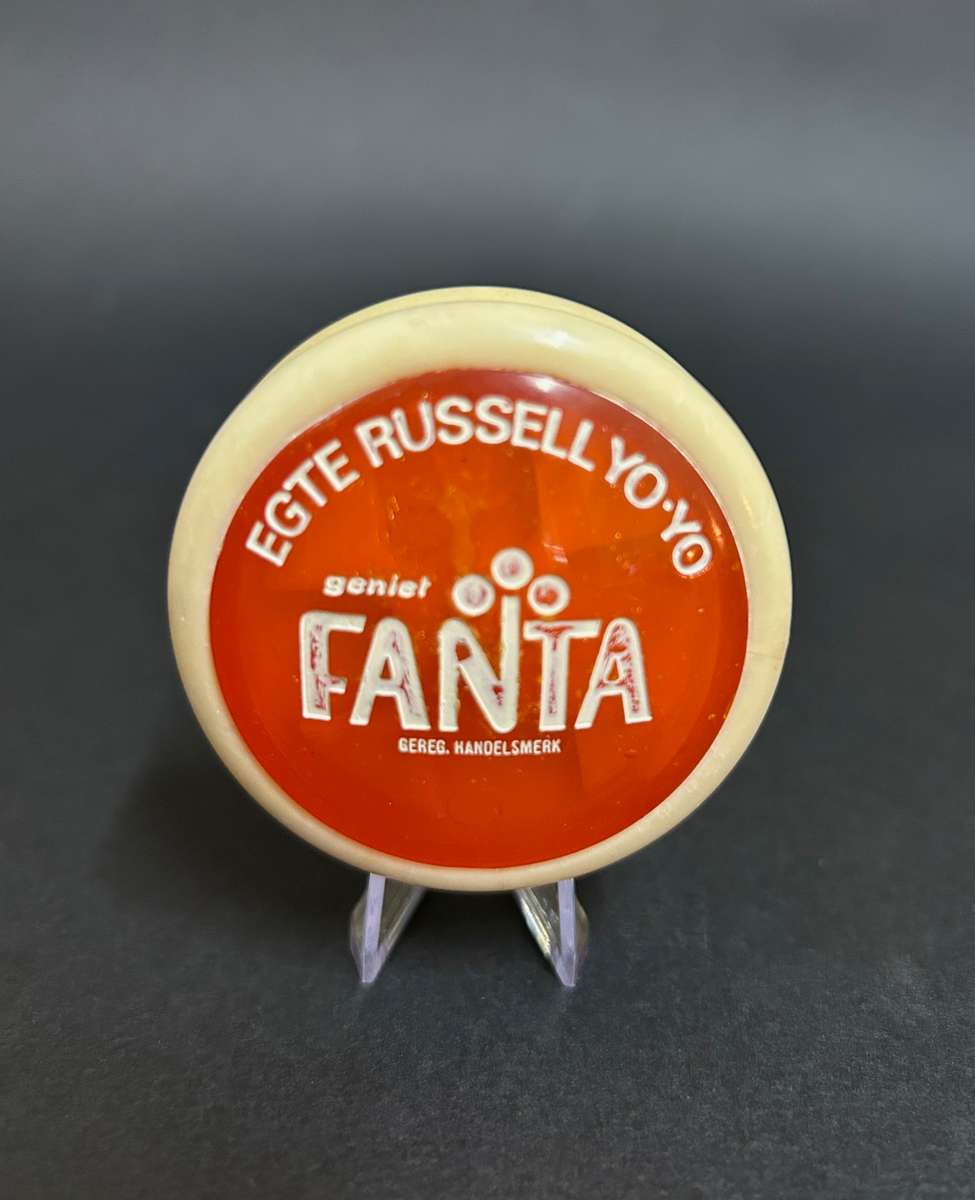 EGTE RUSSELL YO-YO
geniet
FANTA
GEREG. HANDELSMERK